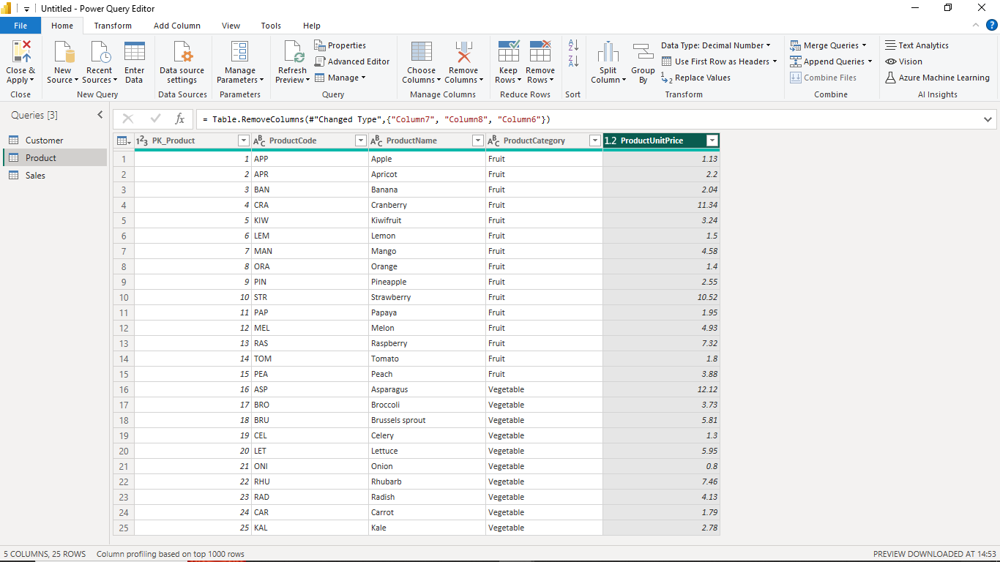 Untitled - Power Query Editor
File Home Transform Add Column View Tools Help
Close & Apply
New Source
Recent Sources
Enter Data
Data source settings
Manage Parameters
Refresh Preview
Properties
Advanced Editor
Manage
Choose Columns
Remove Columns
Keep Rows
Remove Rows
Split Column
Group By
Data Type: Decimal Number
Use First Row as Headers
Replace Values
Merge Queries
Append Queries
Combine Files
Text Analytics
Vision
Azure Machine Learning
Close New Query Data Sources Parameters Query Manage Columns Reduce Rows Sort Transform Combine AI Insights
Queries [3]
Customer
Product
Sales
fx = Table.RemoveColumns(#"Changed Type",{"Column7", "Column8", "Column6"})
1²3 PK_Product ABC ProductCode ABC ProductName ABC ProductCategory 1.2 ProductUnitPrice
1 1 APP Apple Fruit 1.13
2 2 APR Apricot Fruit 2.2
3 3 BAN Banana Fruit 2.04
4 4 CRA Cranberry Fruit 11.34
5 5 KIW Kiwifruit Fruit 3.24
6 6 LEM Lemon Fruit 1.5
7 7 MAN Mango Fruit 4.58
8 8 ORA Orange Fruit 1.4
9 9 PIN Pineapple Fruit 2.55
10 10 STR Strawberry Fruit 10.52
11 11 PAP Papaya Fruit 1.95
12 12 MEL Melon Fruit 4.93
13 13 RAS Raspberry Fruit 7.32
14 14 TOM Tomato Fruit 1.8
15 15 PEA Peach Fruit 3.88
16 16 ASP Asparagus Vegetable 12.12
17 17 BRO Broccoli Vegetable 3.73
18 18 BRU Brussels sprout Vegetable 5.81
19 19 CEL Celery Vegetable 1.3
20 20 LET Lettuce Vegetable 5.95
21 21 ONI Onion Vegetable 0.8
22 22 RHU Rhubarb Vegetable 7.46
23 23 RAD Radish Vegetable 4.13
24 24 CAR Carrot Vegetable 1.79
25 25 KAL Kale Vegetable 2.78
5 COLUMNS, 25 ROWS Column profiling based on top 1000 rows PREVIEW DOWNLOADED AT 14:53